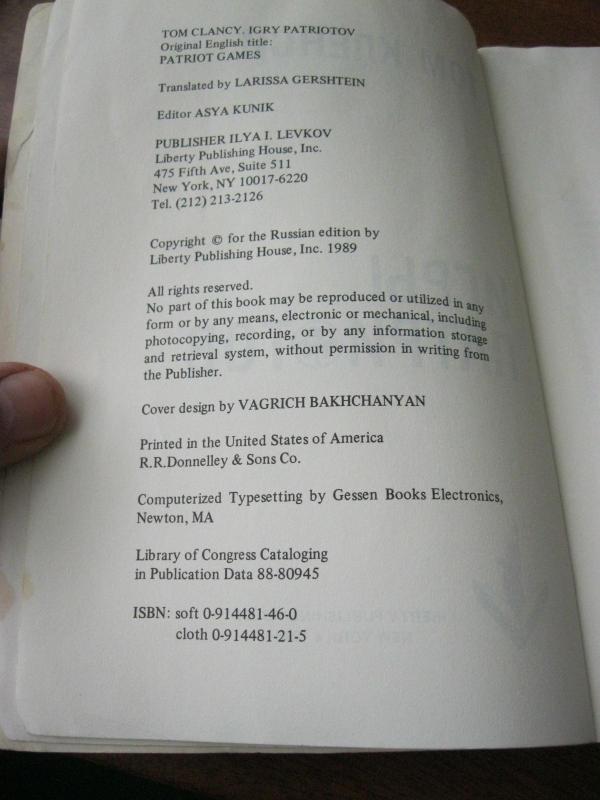 TOM CLANCY. IGRY PATRIOTOV
Original English title:
PATRIOT GAMES
Translated by LARISSA GERSHTEIN
Editor ASYA KUNIK
PUBLISHER ILYA I. LEVKOV
Liberty Publishing House, Inc.
475 Fifth Ave, Suite 511
New York, NY 10017-6220
Tel. (212) 213-2126
Copyright © for the Russian edition by
Liberty Publishing House, Inc. 1989
All rights reserved.
No part of this book may be reproduced or utilized in any
form or by any means, electronic or mechanical, including
photocopying, recording, or by any information storage
and retrieval system, without permission in writing from
the Publisher.
Cover design by VAGRICH BAKHCHANYAN
Printed in the United States of America
R.R.Donnelley & Sons Co.
Computerized Typesetting by Gessen Books Electronics,
Newton, MA
Library of Congress Cataloging
in Publication Data 88-80945
ISBN: soft 0-914481-46-0
cloth 0-914481-21-5